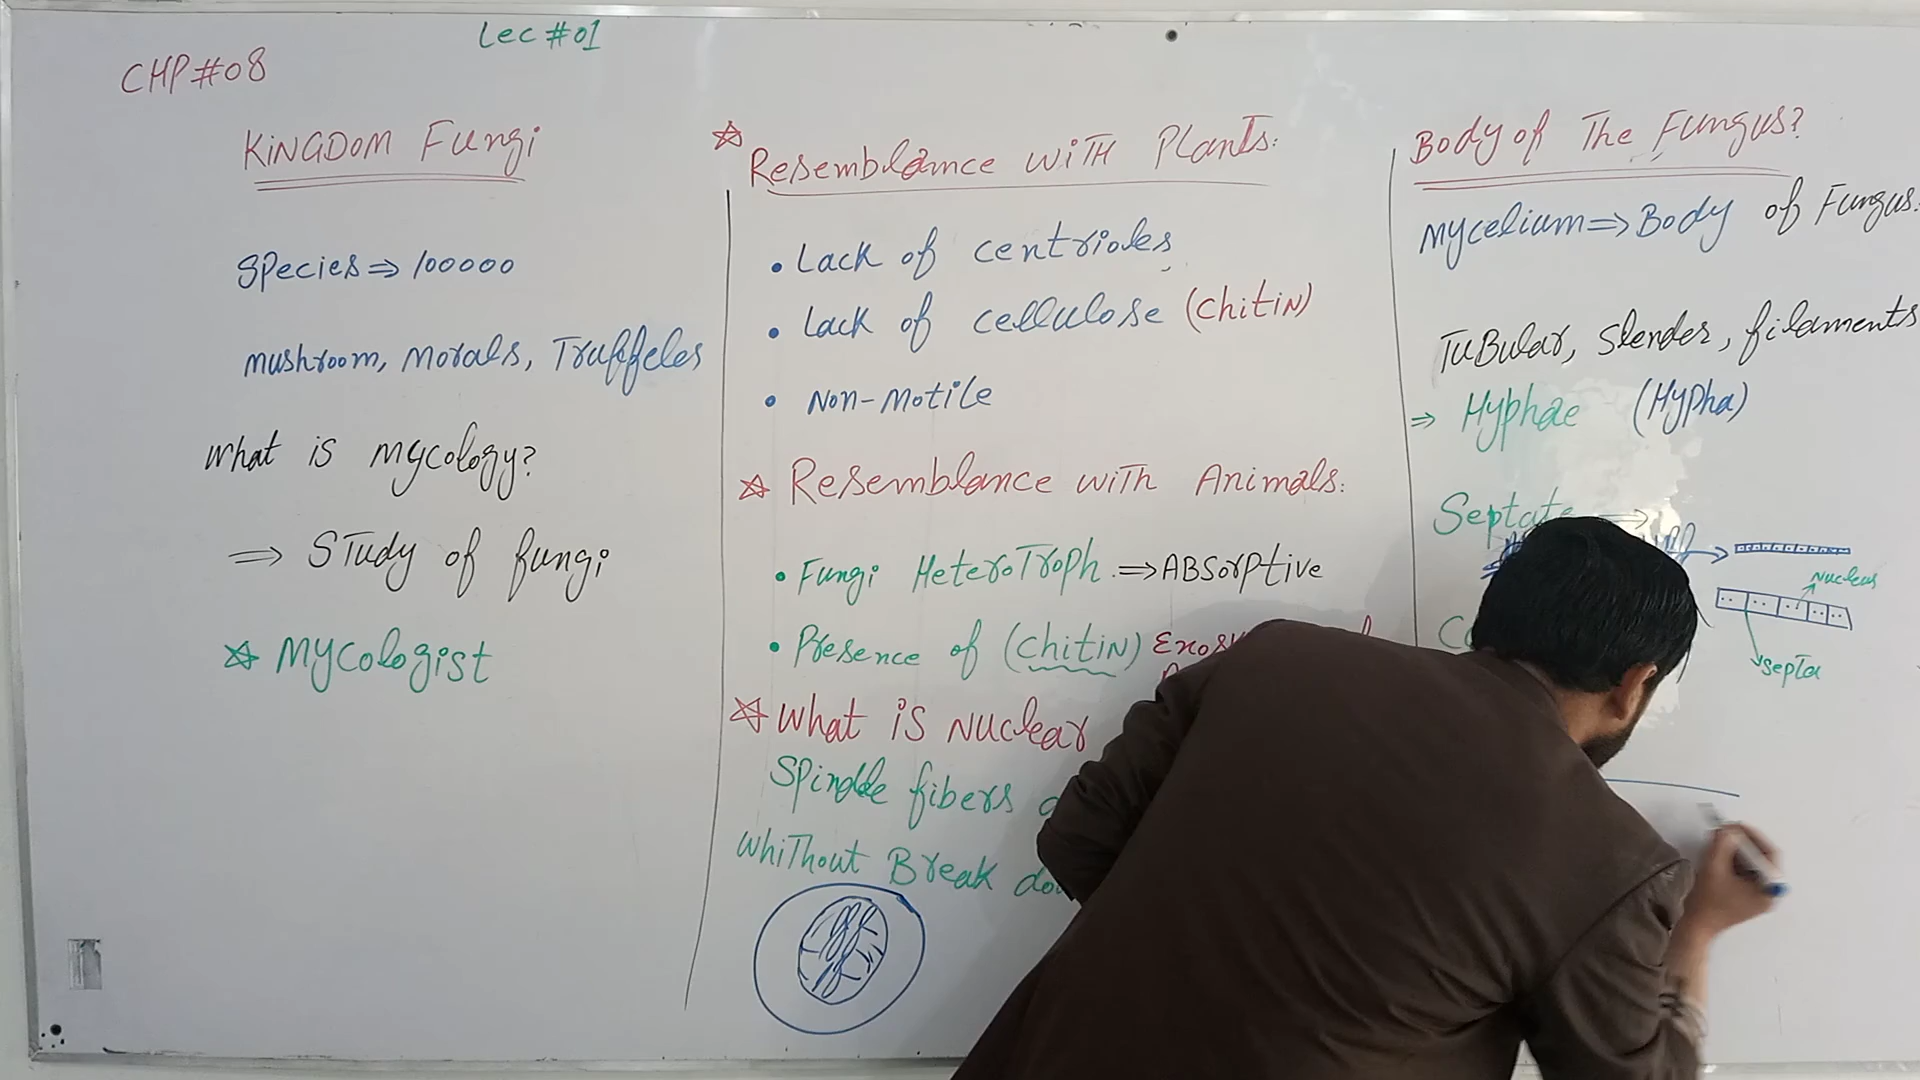 Lec #01
CHP#08
KINGDOM Fungi
Species ⇒ 100000
mushroom, Morals, Truffeles
What is mycology?
⇒ Study of fungi
☆ Mycologist
☆ Resemblance with Plants:
• Lack of centrioles
• Lack of cellulose (Chitin)
• Non-Motile
☆ Resemblance with Animals:
• Fungi HeteroTroph. ⇒ ABSorptive
• Presence of (chitin)
☆ What is Nuclear
Spindle fibers
WhiThout Break
Body of The Fungus?
Mycelium ⇒ Body of Fungus.
TuBular, Slender, filaments
⇒ Hyphae (Hypha)
Septate ⇒
Nucleus
Septa